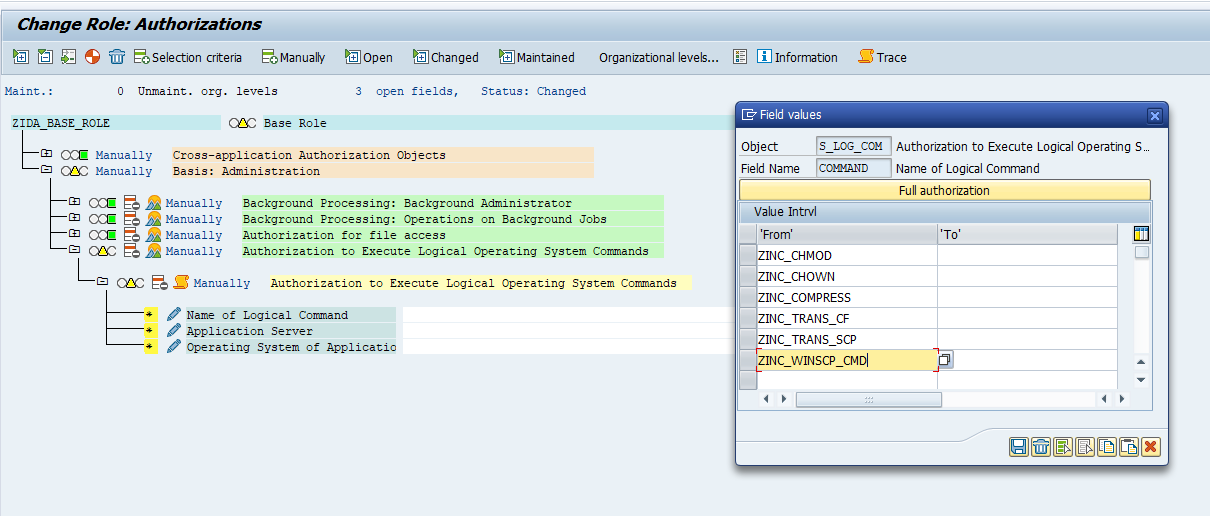 Change Role: Authorizations
Selection criteria Manually Open Changed Maintained Organizational levels... Information Trace
Maint.: 0 Unmaint. org. levels 3 open fields, Status: Changed
ZIDA_BASE_ROLE Base Role
Manually Cross-application Authorization Objects
Manually Basis: Administration
Manually Background Processing: Background Administrator
Manually Background Processing: Operations on Background Jobs
Manually Authorization for file access
Manually Authorization to Execute Logical Operating System Commands
Manually Authorization to Execute Logical Operating System Commands
Name of Logical Command
Application Server
Operating System of Applicatio
Field values
Object S_LOG_COM Authorization to Execute Logical Operating S...
Field Name COMMAND Name of Logical Command
Full authorization
Value Intrvl
'From' 'To'
ZINC_CHMOD
ZINC_CHOWN
ZINC_COMPRESS
ZINC_TRANS_CF
ZINC_TRANS_SCP
ZINC_WINSCP_CMD